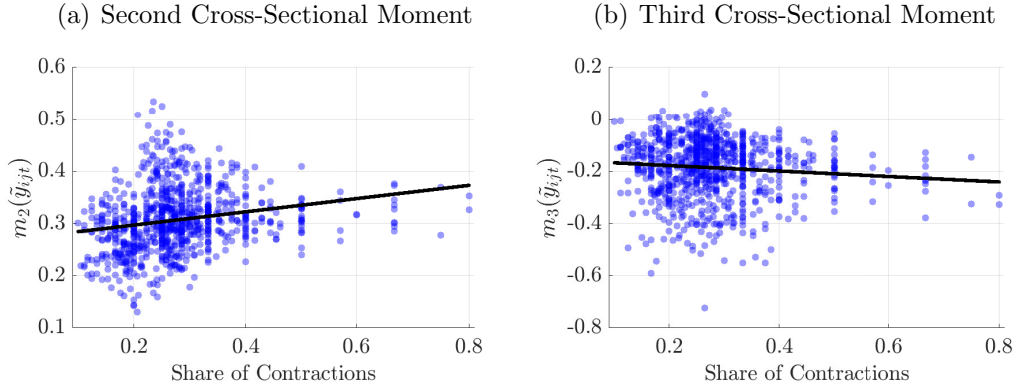 (a) Second Cross-Sectional Moment
0.6
0.5
0.4
0.3
0.2
0.1
m₂(ỹᵢⱼₜ)
0.2 0.4 0.6 0.8
Share of Contractions
(b) Third Cross-Sectional Moment
0.2
0
-0.2
-0.4
-0.6
-0.8
m₃(ỹᵢⱼₜ)
0.2 0.4 0.6 0.8
Share of Contractions